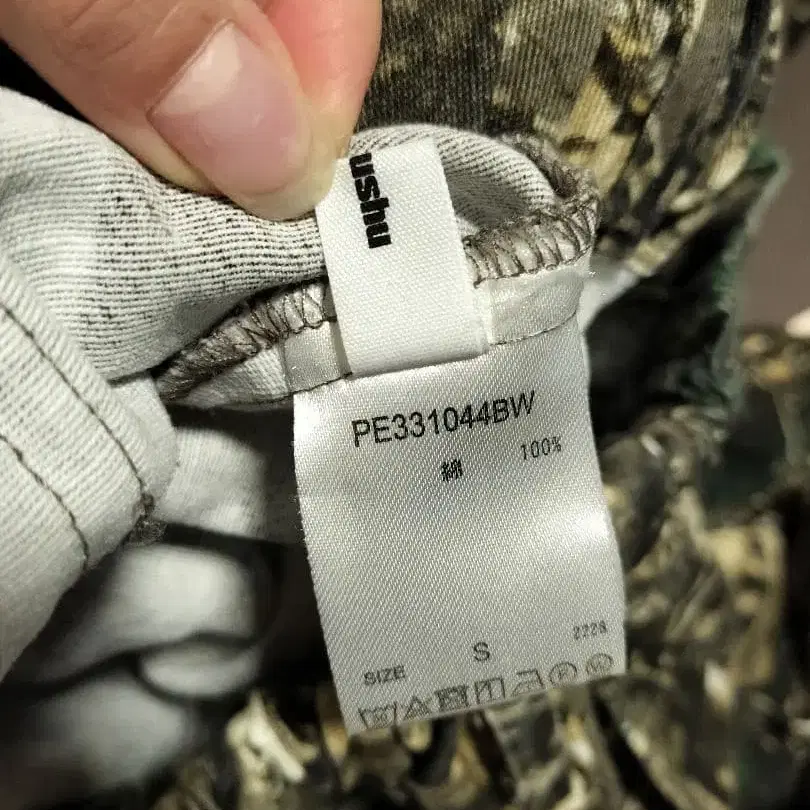 ushu
PE331044BW
綿 100%
SIZE S 2228